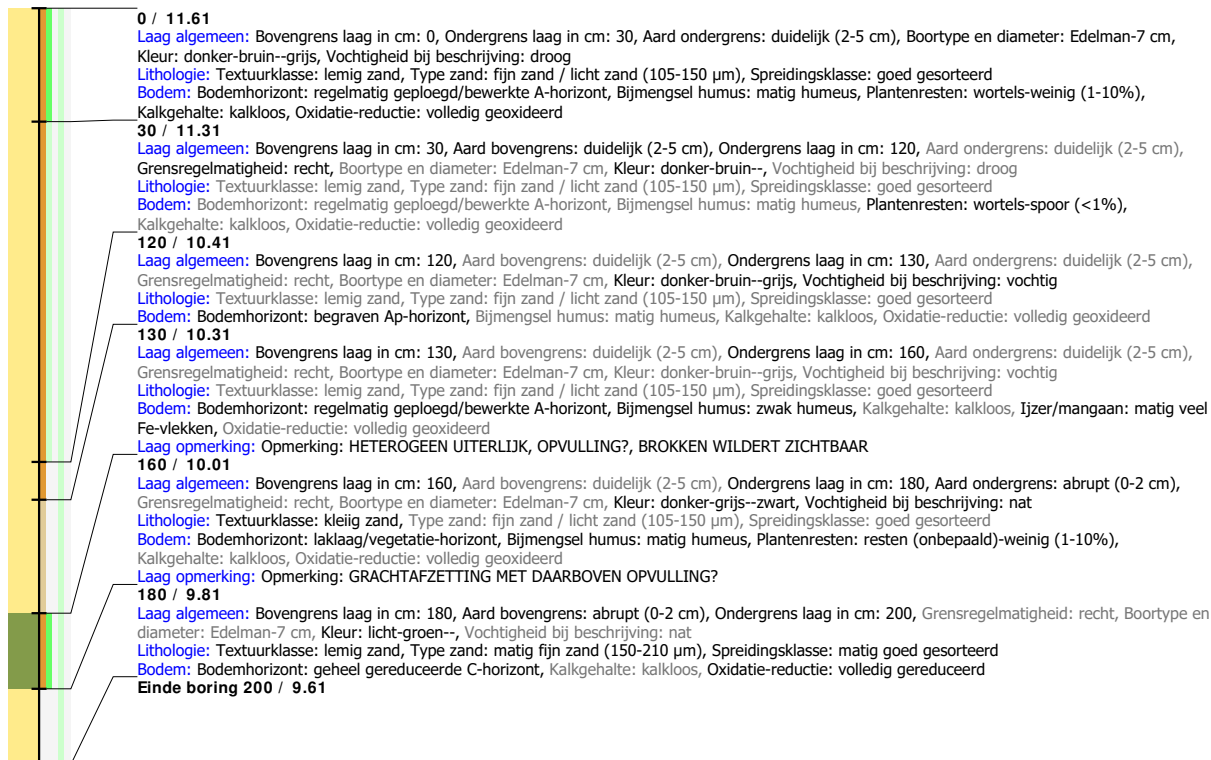 0 / 11.61
Laag algemeen: Bovengrens laag in cm: 0, Ondergrens laag in cm: 30, Aard ondergrens: duidelijk (2-5 cm), Boortype en diameter: Edelman-7 cm,
Kleur: donker-bruin--grijs, Vochtigheid bij beschrijving: droog
Lithologie: Textuurklasse: lemig zand, Type zand: fijn zand / licht zand (105-150 µm), Spreidingsklasse: goed gesorteerd
Bodem: Bodemhorizont: regelmatig geploegd/bewerkte A-horizont, Bijmengsel humus: matig humeus, Plantenresten: wortels-weinig (1-10%),
Kalkgehalte: kalkloos, Oxidatie-reductie: volledig geoxideerd
30 / 11.31
Laag algemeen: Bovengrens laag in cm: 30, Aard bovengrens: duidelijk (2-5 cm), Ondergrens laag in cm: 120, Aard ondergrens: duidelijk (2-5 cm),
Grensregelmatigheid: recht, Boortype en diameter: Edelman-7 cm, Kleur: donker-bruin--, Vochtigheid bij beschrijving: droog
Lithologie: Textuurklasse: lemig zand, Type zand: fijn zand / licht zand (105-150 µm), Spreidingsklasse: goed gesorteerd
Bodem: Bodemhorizont: regelmatig geploegd/bewerkte A-horizont, Bijmengsel humus: matig humeus, Plantenresten: wortels-spoor (<1%),
Kalkgehalte: kalkloos, Oxidatie-reductie: volledig geoxideerd
120 / 10.41
Laag algemeen: Bovengrens laag in cm: 120, Aard bovengrens: duidelijk (2-5 cm), Ondergrens laag in cm: 130, Aard ondergrens: duidelijk (2-5 cm),
Grensregelmatigheid: recht, Boortype en diameter: Edelman-7 cm, Kleur: donker-bruin--grijs, Vochtigheid bij beschrijving: vochtig
Lithologie: Textuurklasse: lemig zand, Type zand: fijn zand / licht zand (105-150 µm), Spreidingsklasse: goed gesorteerd
Bodem: Bodemhorizont: begraven Ap-horizont, Bijmengsel humus: matig humeus, Kalkgehalte: kalkloos, Oxidatie-reductie: volledig geoxideerd
130 / 10.31
Laag algemeen: Bovengrens laag in cm: 130, Aard bovengrens: duidelijk (2-5 cm), Ondergrens laag in cm: 160, Aard ondergrens: duidelijk (2-5 cm),
Grensregelmatigheid: recht, Boortype en diameter: Edelman-7 cm, Kleur: donker-bruin--grijs, Vochtigheid bij beschrijving: vochtig
Lithologie: Textuurklasse: lemig zand, Type zand: fijn zand / licht zand (105-150 µm), Spreidingsklasse: goed gesorteerd
Bodem: Bodemhorizont: regelmatig geploegd/bewerkte A-horizont, Bijmengsel humus: zwak humeus, Kalkgehalte: kalkloos, Ijzer/mangaan: matig veel
Fe-vlekken, Oxidatie-reductie: volledig geoxideerd
Laag opmerking: Opmerking: HETEROGEEN UITERLIJK, OPVULLING?, BROKKEN WILDERT ZICHTBAAR
160 / 10.01
Laag algemeen: Bovengrens laag in cm: 160, Aard bovengrens: duidelijk (2-5 cm), Ondergrens laag in cm: 180, Aard ondergrens: abrupt (0-2 cm),
Grensregelmatigheid: recht, Boortype en diameter: Edelman-7 cm, Kleur: donker-grijs--zwart, Vochtigheid bij beschrijving: nat
Lithologie: Textuurklasse: kleiig zand, Type zand: fijn zand / licht zand (105-150 µm), Spreidingsklasse: goed gesorteerd
Bodem: Bodemhorizont: laklaag/vegetatie-horizont, Bijmengsel humus: matig humeus, Plantenresten: resten (onbepaald)-weinig (1-10%),
Kalkgehalte: kalkloos, Oxidatie-reductie: volledig geoxideerd
Laag opmerking: Opmerking: GRACHTAFZETTING MET DAARBOVEN OPVULLING?
180 / 9.81
Laag algemeen: Bovengrens laag in cm: 180, Aard bovengrens: abrupt (0-2 cm), Ondergrens laag in cm: 200, Grensregelmatigheid: recht, Boortype en
diameter: Edelman-7 cm, Kleur: licht-groen--, Vochtigheid bij beschrijving: nat
Lithologie: Textuurklasse: lemig zand, Type zand: matig fijn zand (150-210 µm), Spreidingsklasse: matig goed gesorteerd
Bodem: Bodemhorizont: geheel gereduceerde C-horizont, Kalkgehalte: kalkloos, Oxidatie-reductie: volledig gereduceerd
Einde boring 200 / 9.61